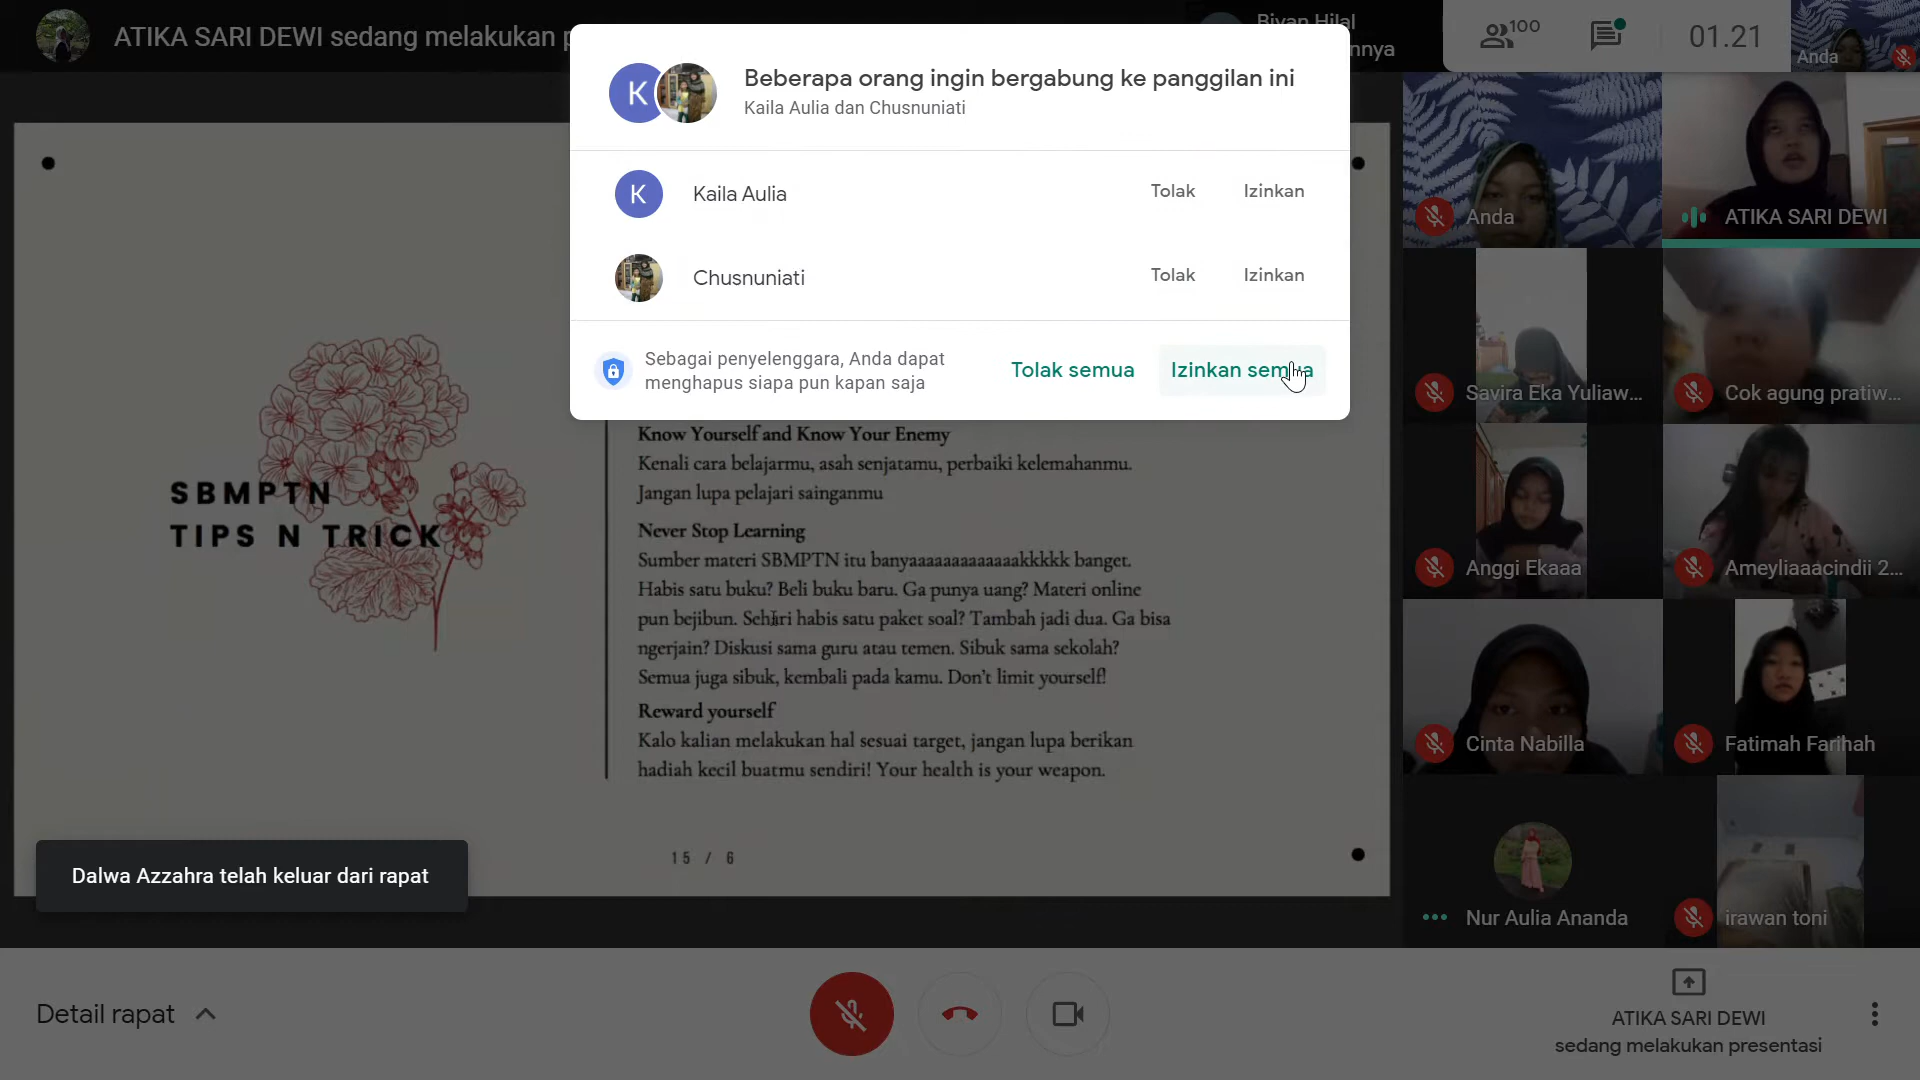 ATIKA SARI DEWI sedang melakukan
Biyan Hilal
nnya
100
01.21
Anda
Beberapa orang ingin bergabung ke panggilan ini
Kaila Aulia dan Chusnuniati
K
K
Kaila Aulia
Tolak
Izinkan
Chusnuniati
Tolak
Izinkan
Sebagai penyelenggara, Anda dapat
menghapus siapa pun kapan saja
Tolak semua
Izinkan semua
SBMPTN
TIPS N TRICK
Know Yourself and Know Your Enemy
Kenali cara belajarmu, asah senjatamu, perbaiki kelemahanmu.
Jangan lupa pelajari sainganmu
Never Stop Learning
Sumber materi SBMPTN itu banyaaaaaaaaaaaaakkkkk banget.
Habis satu buku? Beli buku baru. Ga punya uang? Materi online
pun bejibun. Sehari habis satu paket soal? Tambah jadi dua. Ga bisa
ngerjain? Diskusi sama guru atau temen. Sibuk sama sekolah?
Semua juga sibuk, kembali pada kamu. Don't limit yourself!
Reward yourself
Kalo kalian melakukan hal sesuai target, jangan lupa berikan
hadiah kecil buatmu sendiri! Your health is your weapon.
15 / 6
Dalwa Azzahra telah keluar dari rapat
Anda
ATIKA SARI DEWI
Savira Eka Yuliaw...
Cok agung pratiw...
Anggi Ekaaa
Ameyliaaacindii 2...
Cinta Nabilla
Fatimah Farihah
Nur Aulia Ananda
irawan toni
Detail rapat
ATIKA SARI DEWI
sedang melakukan presentasi